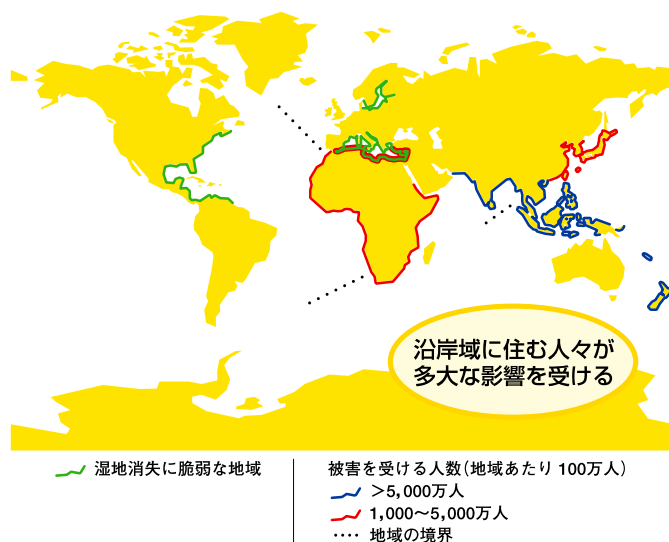 沿岸域に住む人々が
多大な影響を受ける
湿地消失に脆弱な地域
被害を受ける人数(地域あたり 100万人)
>5,000万人
1,000〜5,000万人
地域の境界